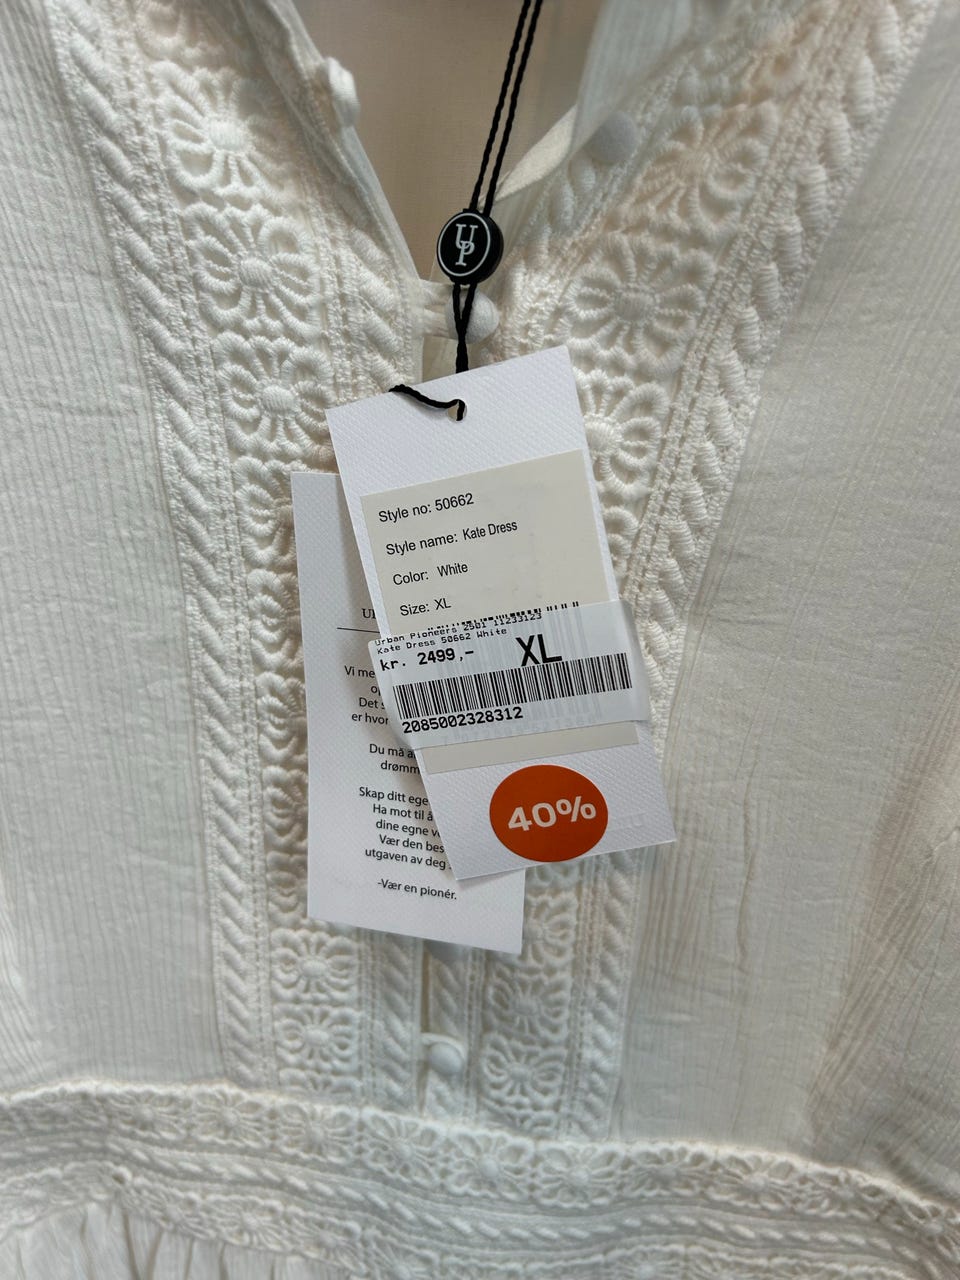 UP
Style no: 50662
Style name: Kate Dress
Color: White
Size: XL
Urban Pioneers 2501 11233123
Kate Dress 50662 White
kr. 2499,- XL
2085002328312
40%
Vi me
Det s
er hvor
Du må
drømm
Skap ditt ege
Ha mot til å
dine egne v
Vær den bes
utgaven av deg
-Vær en pionér.